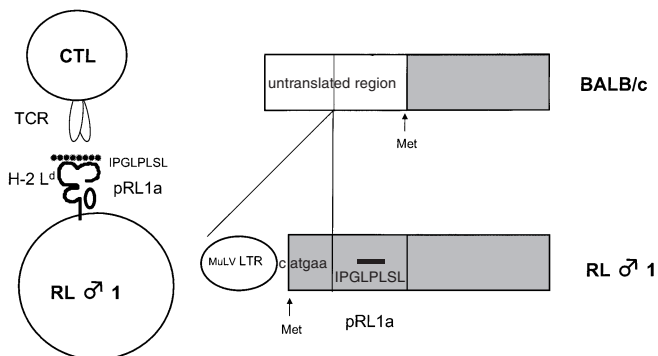 CTL
TCR
IPGLPLSL
H-2 Lᵈ
pRL1a
RL ♂ 1
untranslated region
BALB/c
Met
MuLV LTR
c atgaa
IPGLPLSL
RL ♂ 1
Met
pRL1a